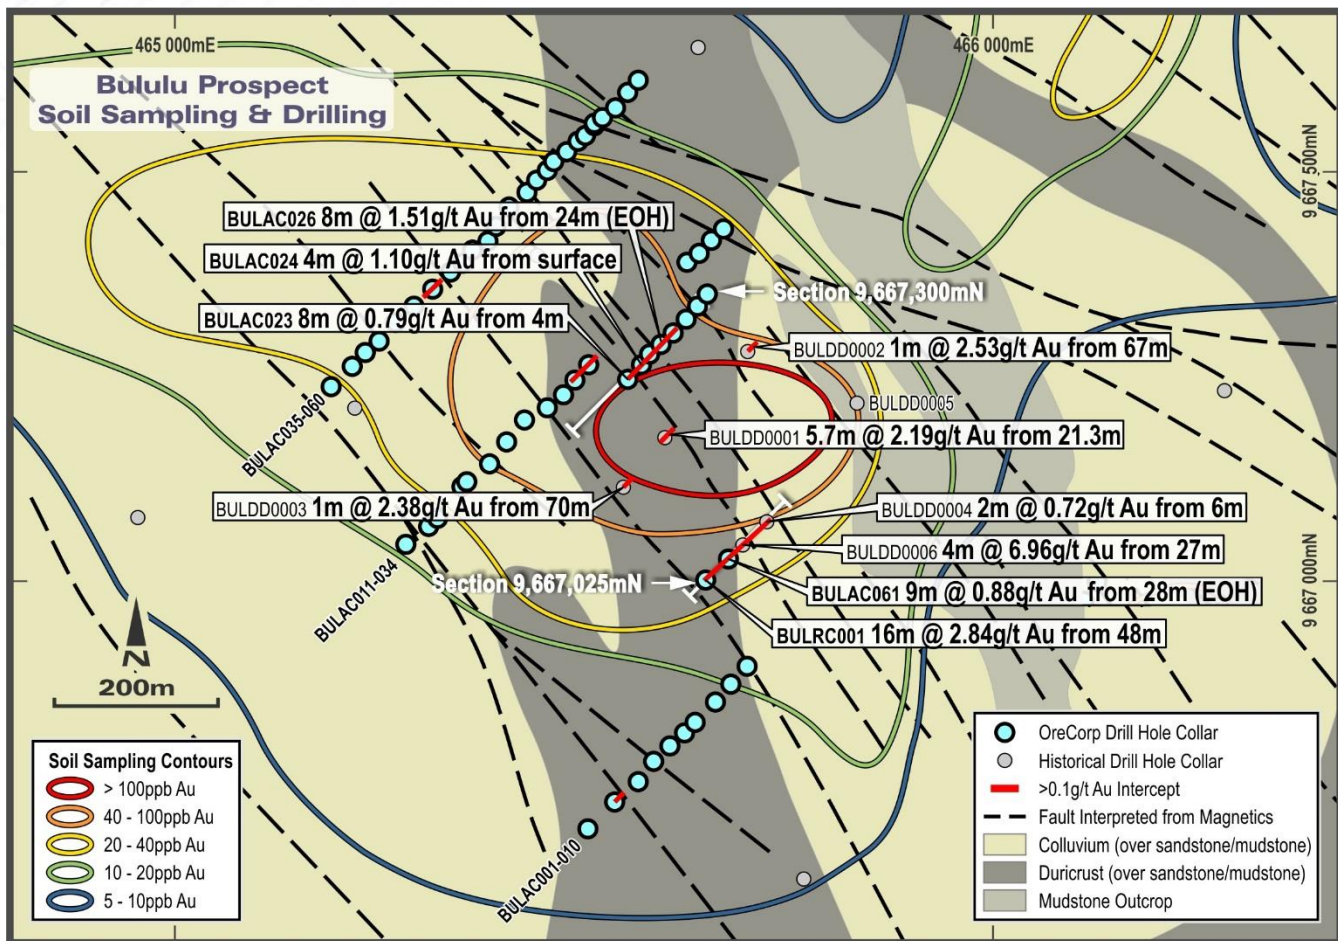 465 000mE
466 000mE
Bululu Prospect
Soil Sampling & Drilling
9 667 500mN
BULAC026 8m @ 1.51g/t Au from 24m (EOH)
BULAC024 4m @ 1.10g/t Au from surface
Section 9,667,300mN
BULAC023 8m @ 0.79g/t Au from 4m
BULDD0002 1m @ 2.53g/t Au from 67m
BULDD0005
BULAC035-060
BULDD0001 5.7m @ 2.19g/t Au from 21.3m
BULDD0003 1m @ 2.38g/t Au from 70m
BULDD0004 2m @ 0.72g/t Au from 6m
BULDD0006 4m @ 6.96g/t Au from 27m
Section 9,667,025mN
BULAC061 9m @ 0.88g/t Au from 28m (EOH)
9 667 000mN
BULAC011-034
BULRC001 16m @ 2.84g/t Au from 48m
N
200m
BULAC001-010
Soil Sampling Contours
> 100ppb Au
40 - 100ppb Au
20 - 40ppb Au
10 - 20ppb Au
5 - 10ppb Au
OreCorp Drill Hole Collar
Historical Drill Hole Collar
>0.1g/t Au Intercept
Fault Interpreted from Magnetics
Colluvium (over sandstone/mudstone)
Duricrust (over sandstone/mudstone)
Mudstone Outcrop